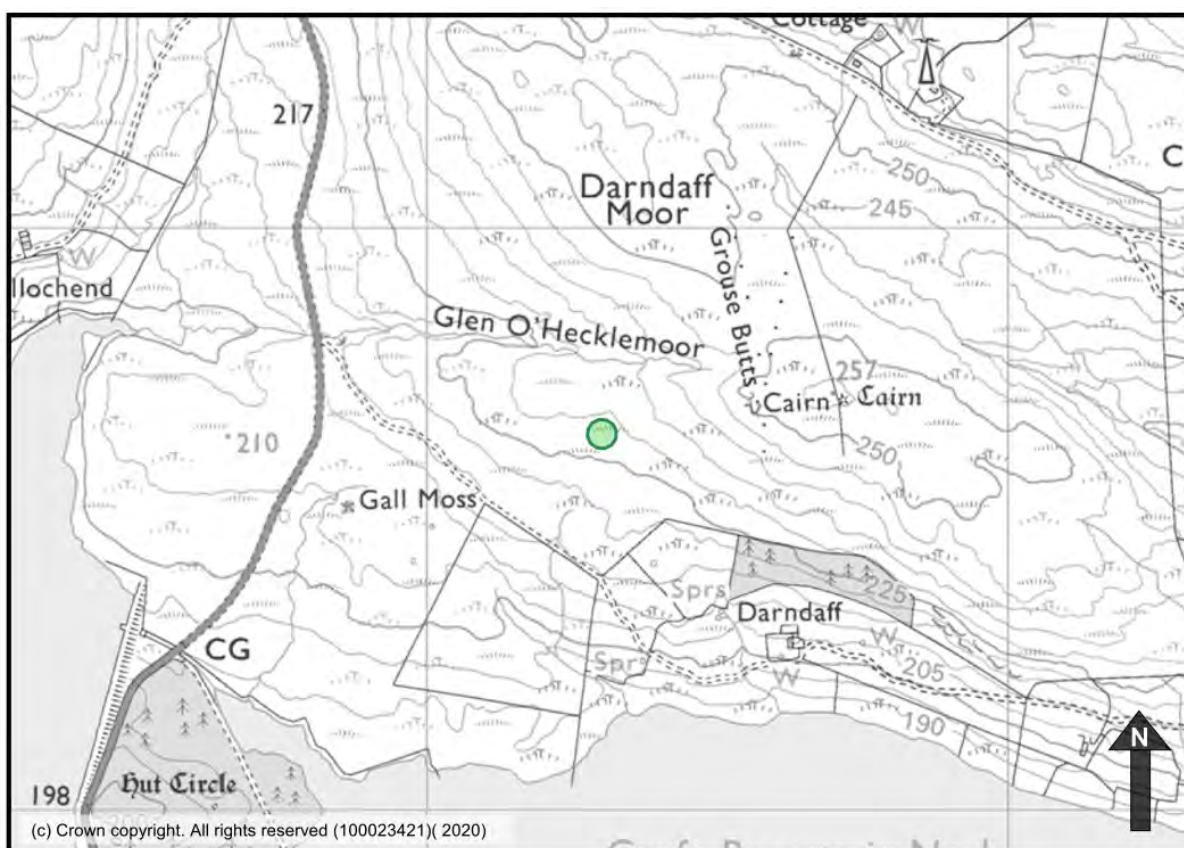 Cottage
W
217
C
250
Darndaff
Moor
245
Grouse Butts
W
llochend
Glen O'Hecklemoor
257
Cairn
Cairn
210
250
Gall Moss
Sprs
225
Darndaff
W
CG
Spr
W
205
190
N
Hut Circle
198
(c) Crown copyright. All rights reserved (100023421)( 2020)